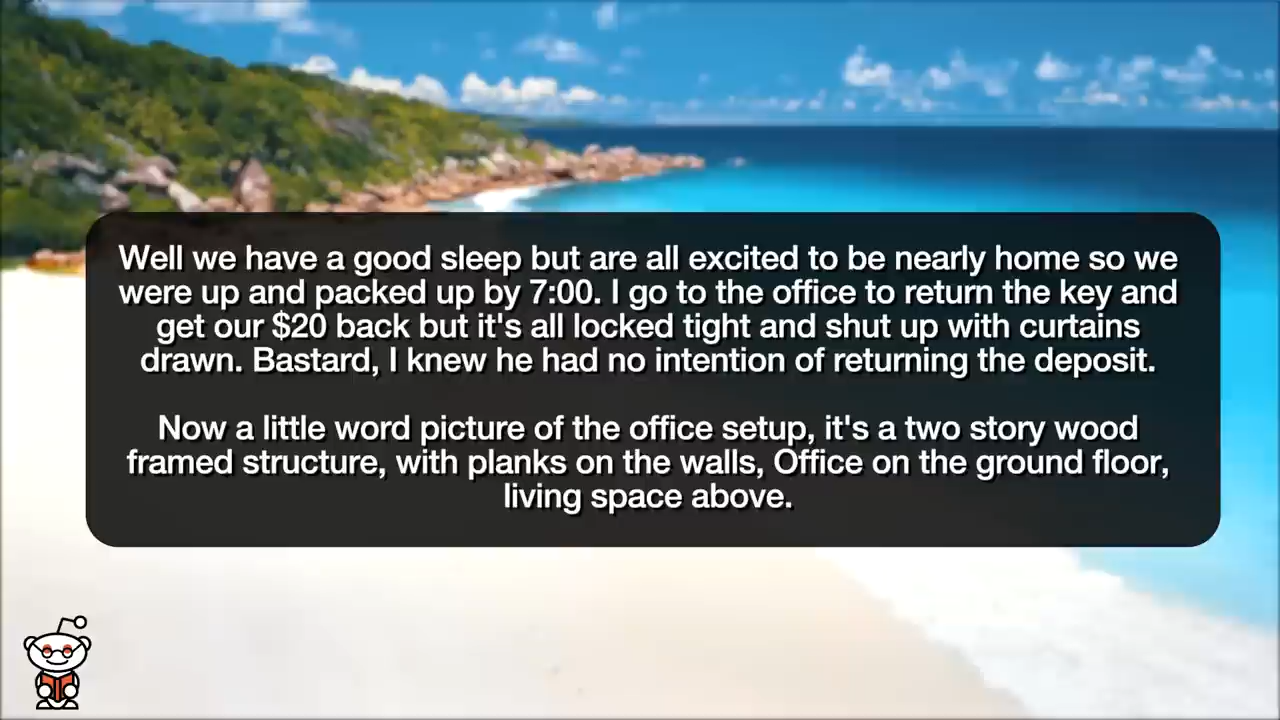 Well we have a good sleep but are all excited to be nearly home so we
were up and packed up by 7:00. I go to the office to return the key and
get our $20 back but it's all locked tight and shut up with curtains
drawn. Bastard, I knew he had no intention of returning the deposit.
Now a little word picture of the office setup, it's a two story wood
framed structure, with planks on the walls, Office on the ground floor,
living space above.